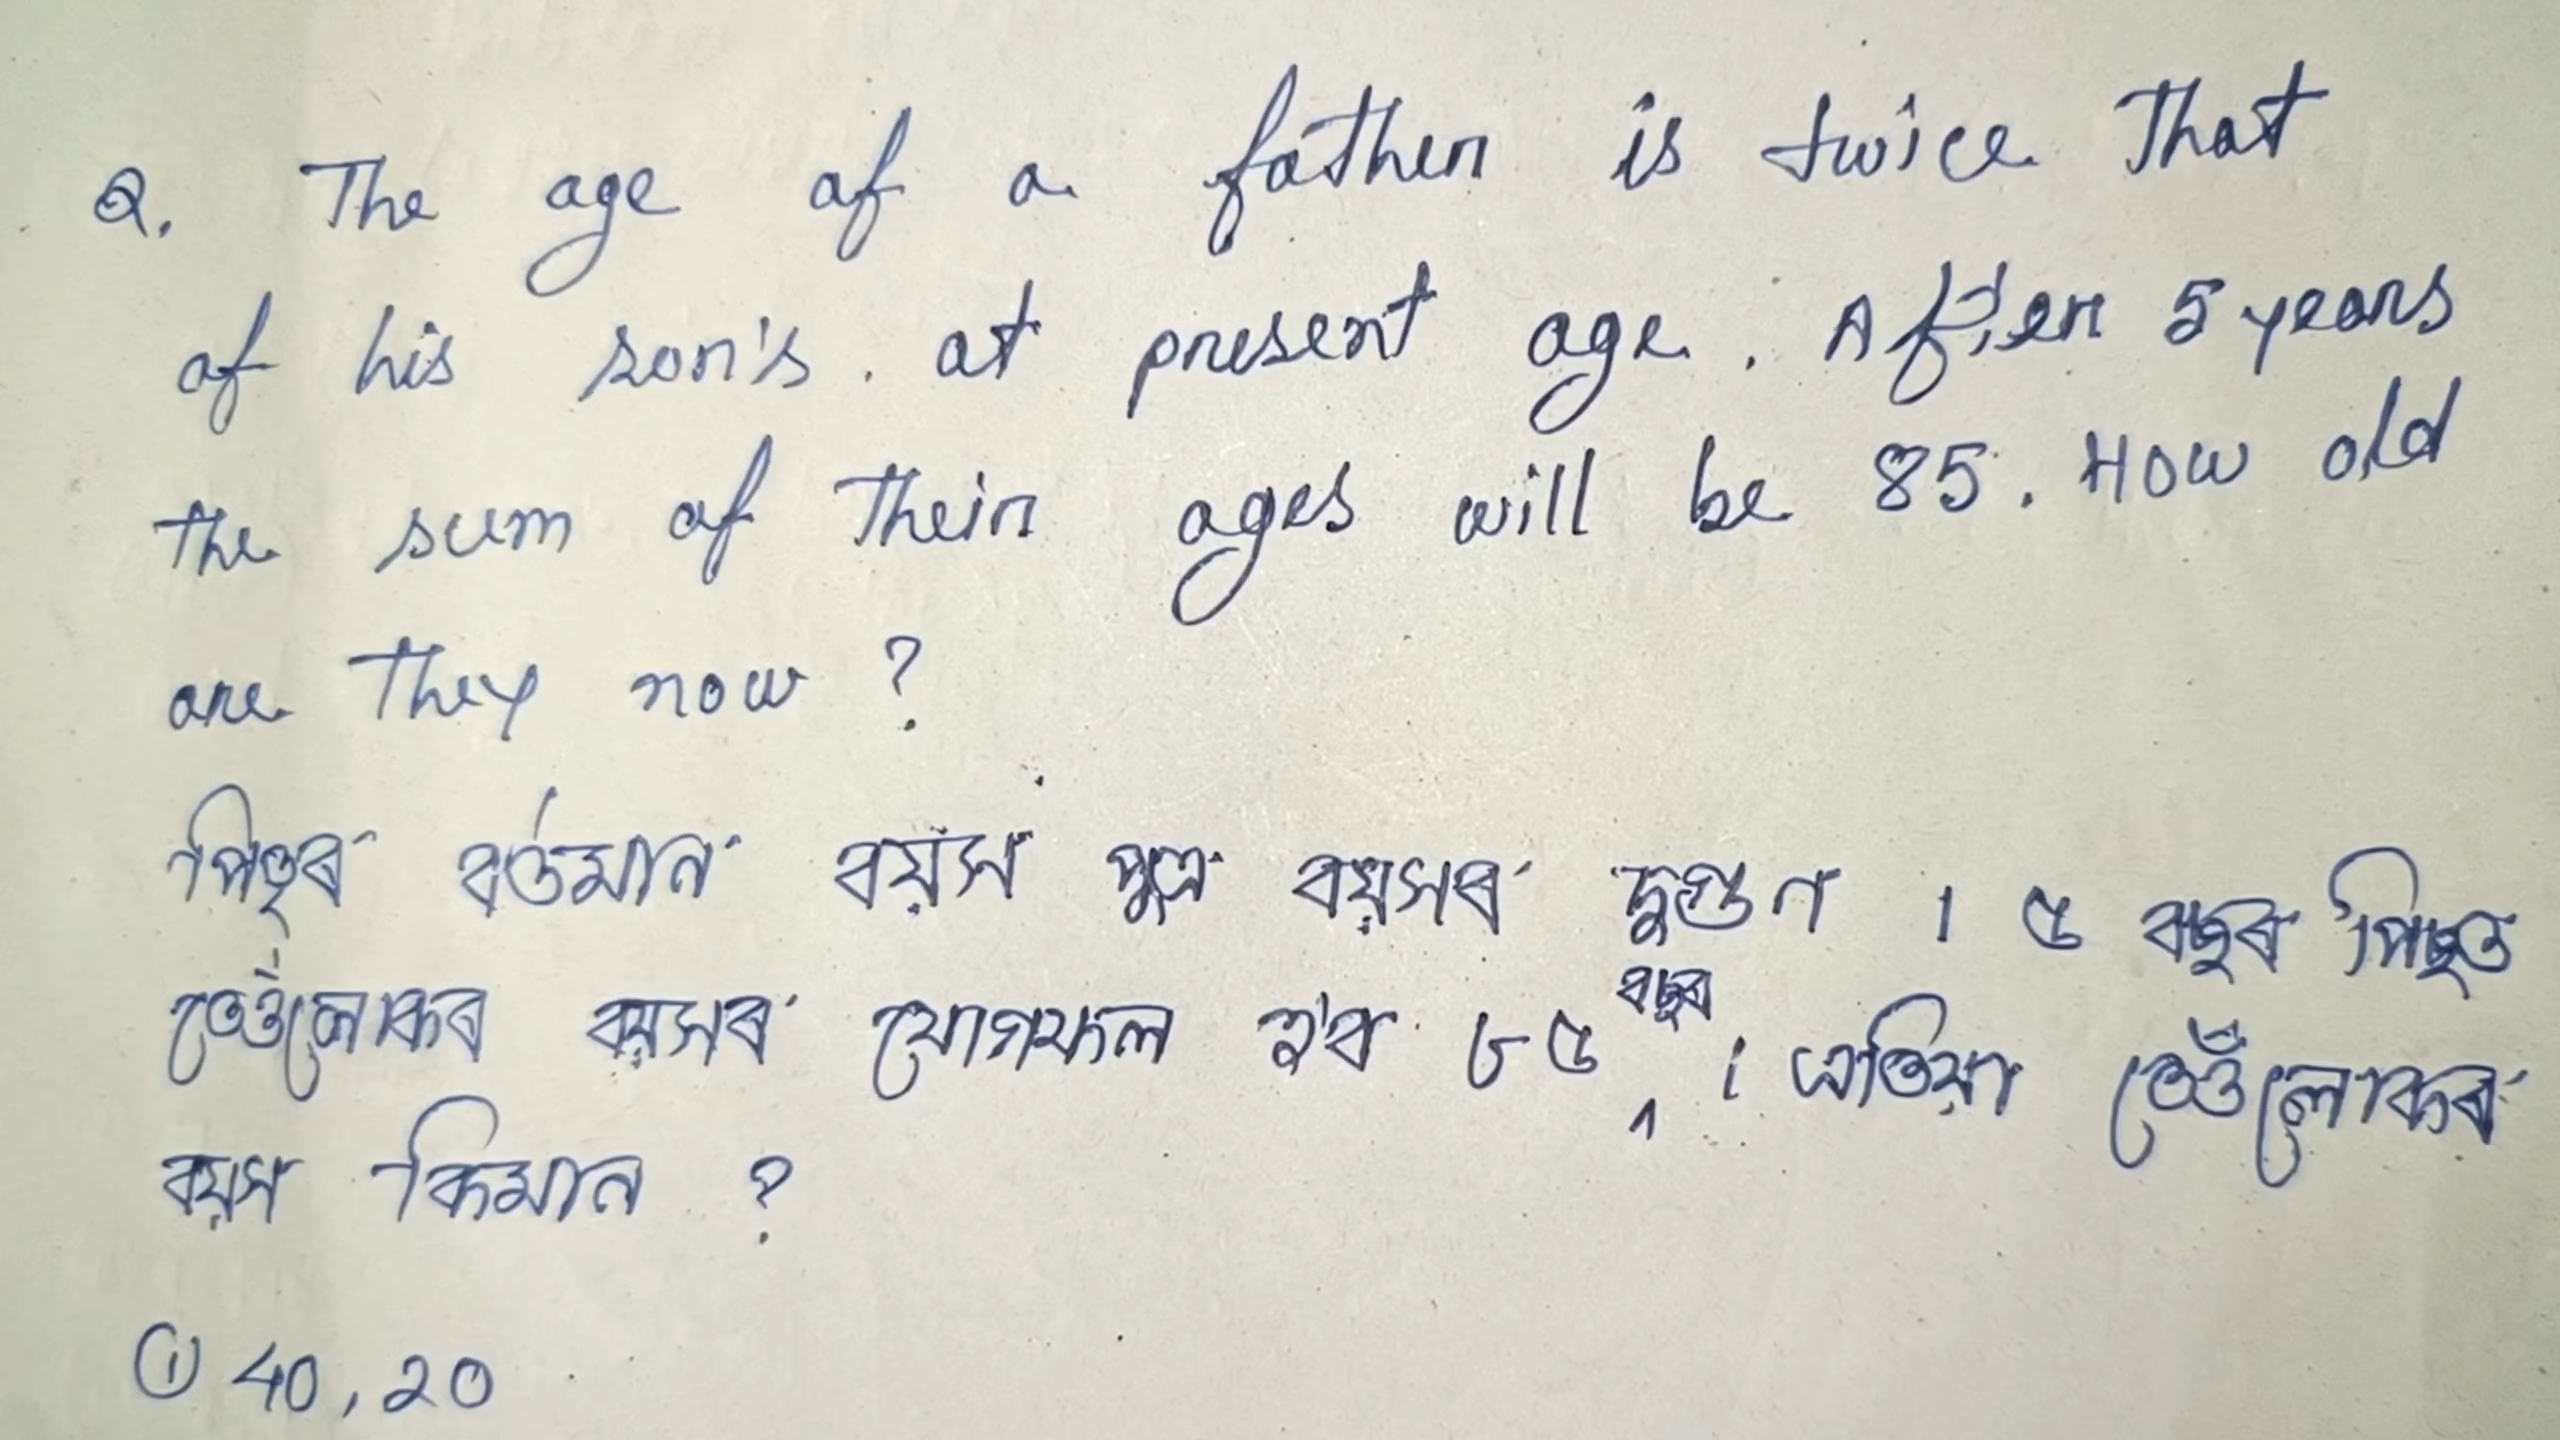 Q. The age of a father is twice that
of his son's. at present age. After 5 years
the sum of their ages will be 85. How old
are they now ?
পিতৃৰ বৰ্তমান বয়স পুত্ৰ বয়সৰ দুগুন । ৫ বছৰ পিছত
তেওঁলোকৰ বয়সৰ যোগফল হ'ব ৮৫ ^ বছৰ । এতিয়া তেওঁলোকৰ
বয়স কিমান ?
① 40, 20